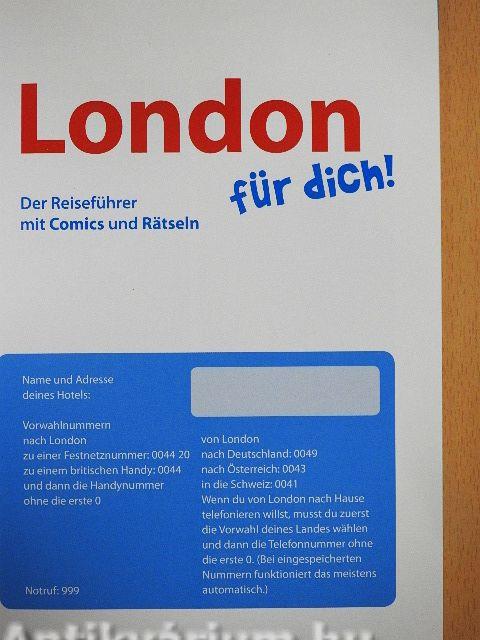 London
für dich!
Der Reiseführer
mit Comics und Rätseln
Name und Adresse
deines Hotels:
Vorwahlnummern
nach London
zu einer Festnetznummer: 0044 20
zu einem britischen Handy: 0044
und dann die Handynummer
ohne die erste 0
Notruf: 999
von London
nach Deutschland: 0049
nach Österreich: 0043
in die Schweiz: 0041
Wenn du von London nach Hause
telefonieren willst, musst du zuerst
die Vorwahl deines Landes wählen
und dann die Telefonnummer ohne
die erste 0. (Bei eingespeicherten
Nummern funktioniert das meistens
automatisch.)
Antikvárium.hu